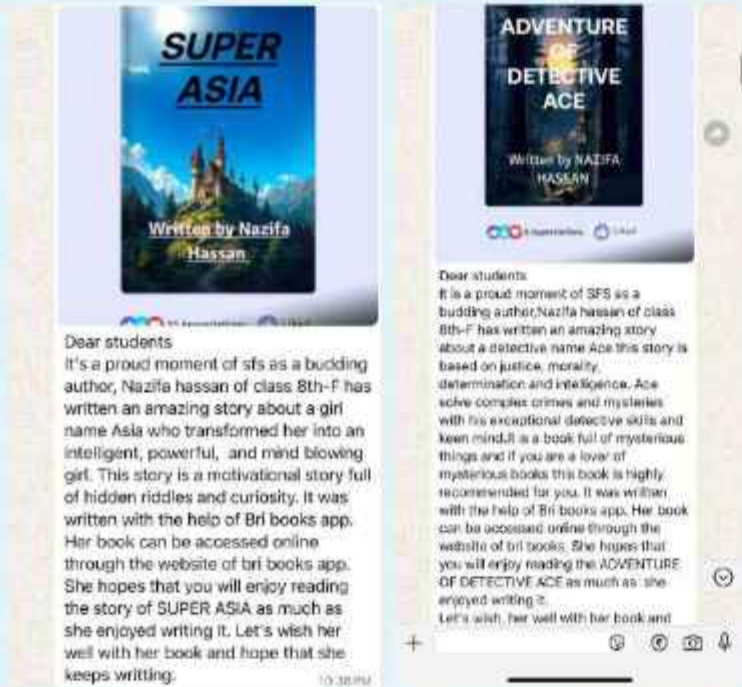 SUPER
ASIA
Written by Nazifa
Hassan
Liked
Dear students
It's a proud moment of sfs as a budding
author, Nazifa hassan of class 8th-F has
written an amazing story about a girl
name Asia who transformed her into an
intelligent, powerful, and mind blowing
girl. This story is a motivational story full
of hidden riddles and curiosity. It was
written with the help of Bri books app.
Her book can be accessed online
through the website of bri books app.
She hopes that you will enjoy reading
the story of SUPER ASIA as much as
she enjoyed writing it. Let's wish her
well with her book and hope that she
keeps writting.
10:38 PM
ADVENTURE
OF
DETECTIVE
ACE
Written by NAZIFA
HASSAN
Liked
Dear students
It is a proud moment of SFS as a
budding author,Nazifa hassan of class
8th-F has written an amazing story
about a detective name Ace this story is
based on justice, morality,
determination and intelligence. Ace
solve complex crimes and mysteries
with his exceptional detective skills and
keen mind.It is a book full of mysterious
things and if you are a lover of
mysterious books this book is highly
recommended for you. It was written
with the help of Bri books app. Her book
can be accessed online through the
website of bri books. She hopes that
you will enjoy reading the ADVENTURE
OF DETECTIVE ACE as much as she
enjoyed writing it.
Let's wish her well with her book and